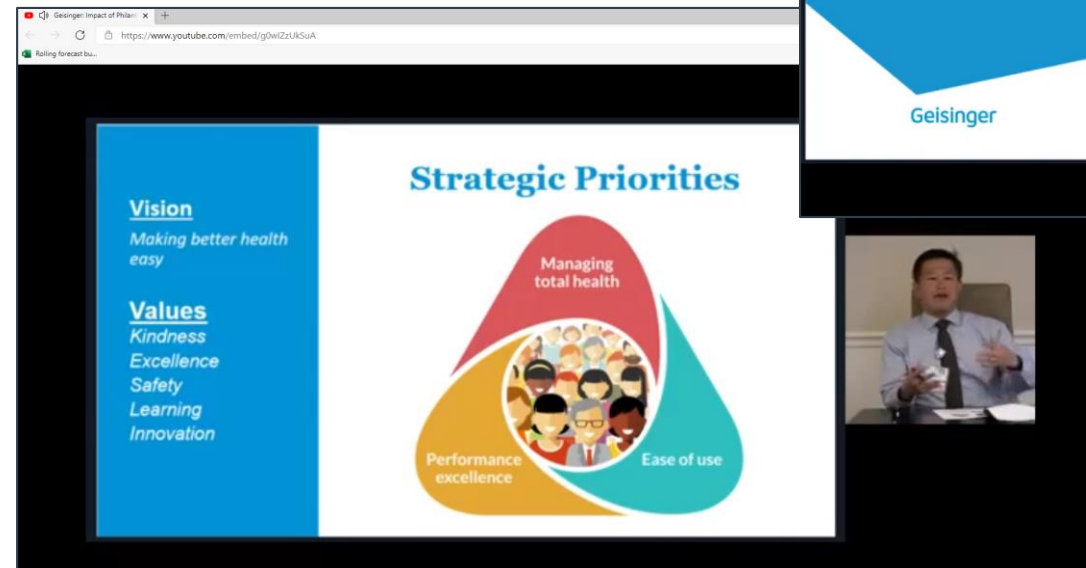 Geisinger: Impact of Philan
https://www.youtube.com/embed/g0wlZzUkSuA
Rolling forecast bu...
Geisinger
Strategic Priorities
Vision
Making better health
easy
Values
Kindness
Excellence
Safety
Learning
Innovation
Managing
total health
Performance
excellence
Ease of use